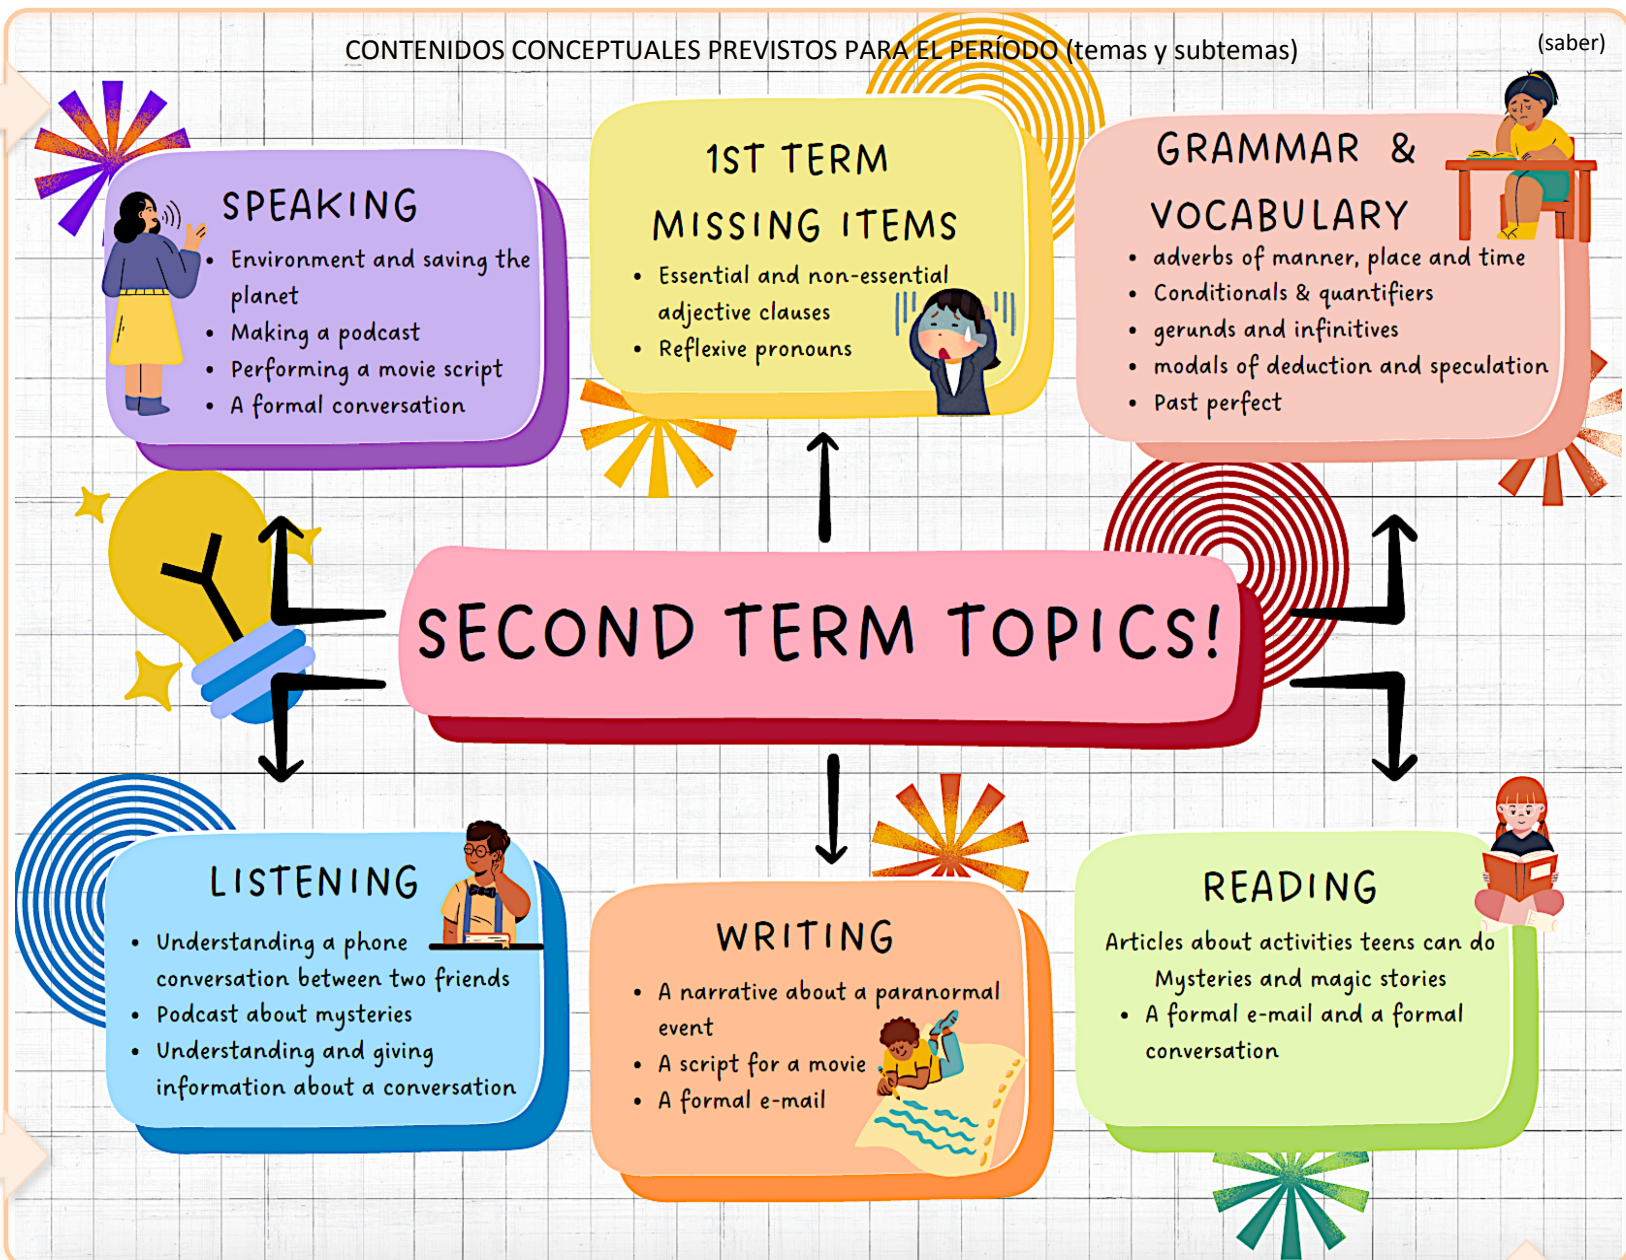 CONTENIDOS CONCEPTUALES PREVISTOS PARA EL PERÍODO (temas y subtemas)
(saber)
SPEAKING
• Environment and saving the
planet
• Making a podcast
• Performing a movie script
• A formal conversation
1ST TERM
MISSING ITEMS
• Essential and non-essential
adjective clauses
• Reflexive pronouns
GRAMMAR &
VOCABULARY
• adverbs of manner, place and time
• Conditionals & quantifiers
• gerunds and infinitives
• modals of deduction and speculation
• Past perfect
SECOND TERM TOPICS!
LISTENING
• Understanding a phone
conversation between two friends
• Podcast about mysteries
• Understanding and giving
information about a conversation
WRITING
• A narrative about a paranormal
event
• A script for a movie
• A formal e-mail
READING
Articles about activities teens can do
Mysteries and magic stories
• A formal e-mail and a formal
conversation